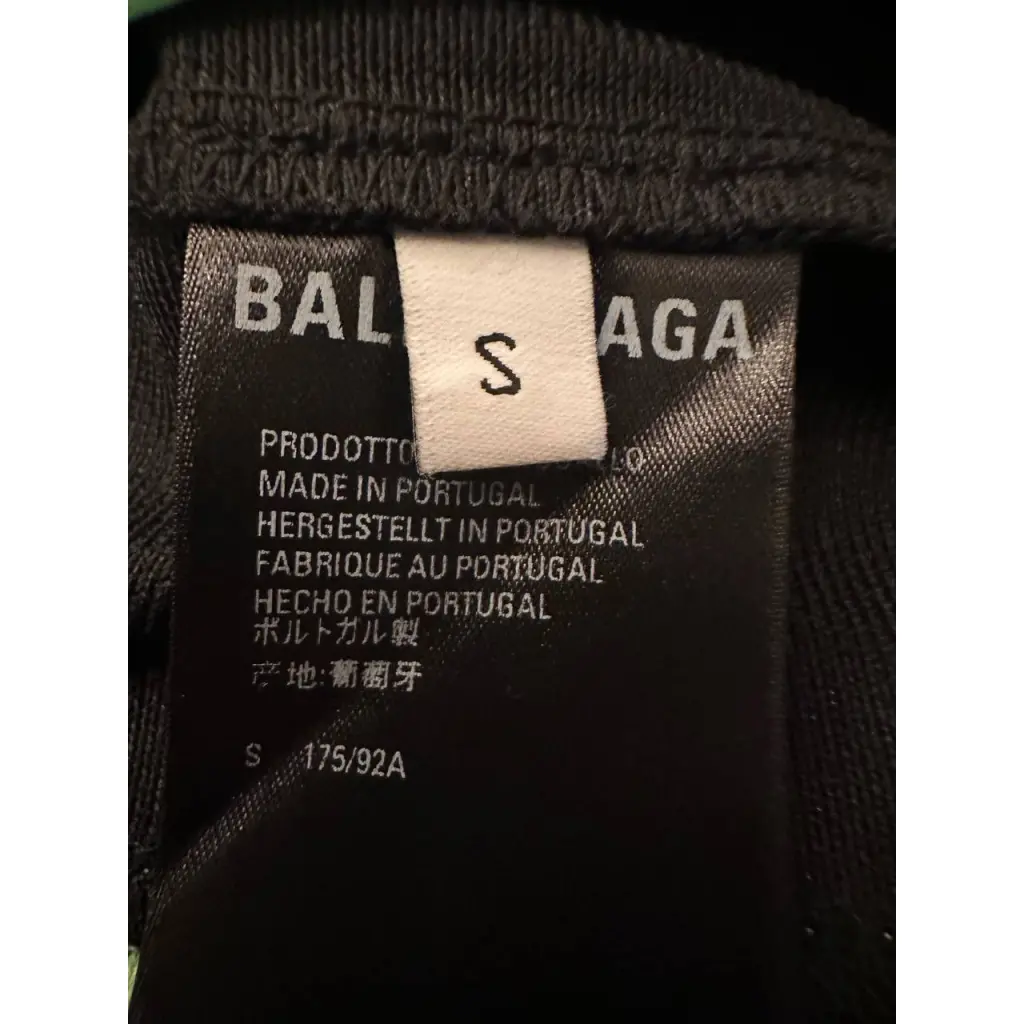 BAL AGA
S
PRODOTTO LLO
MADE IN PORTUGAL
HERGESTELLT IN PORTUGAL
FABRIQUE AU PORTUGAL
HECHO EN PORTUGAL
ポルトガル製
产地:葡萄牙
S 175/92A